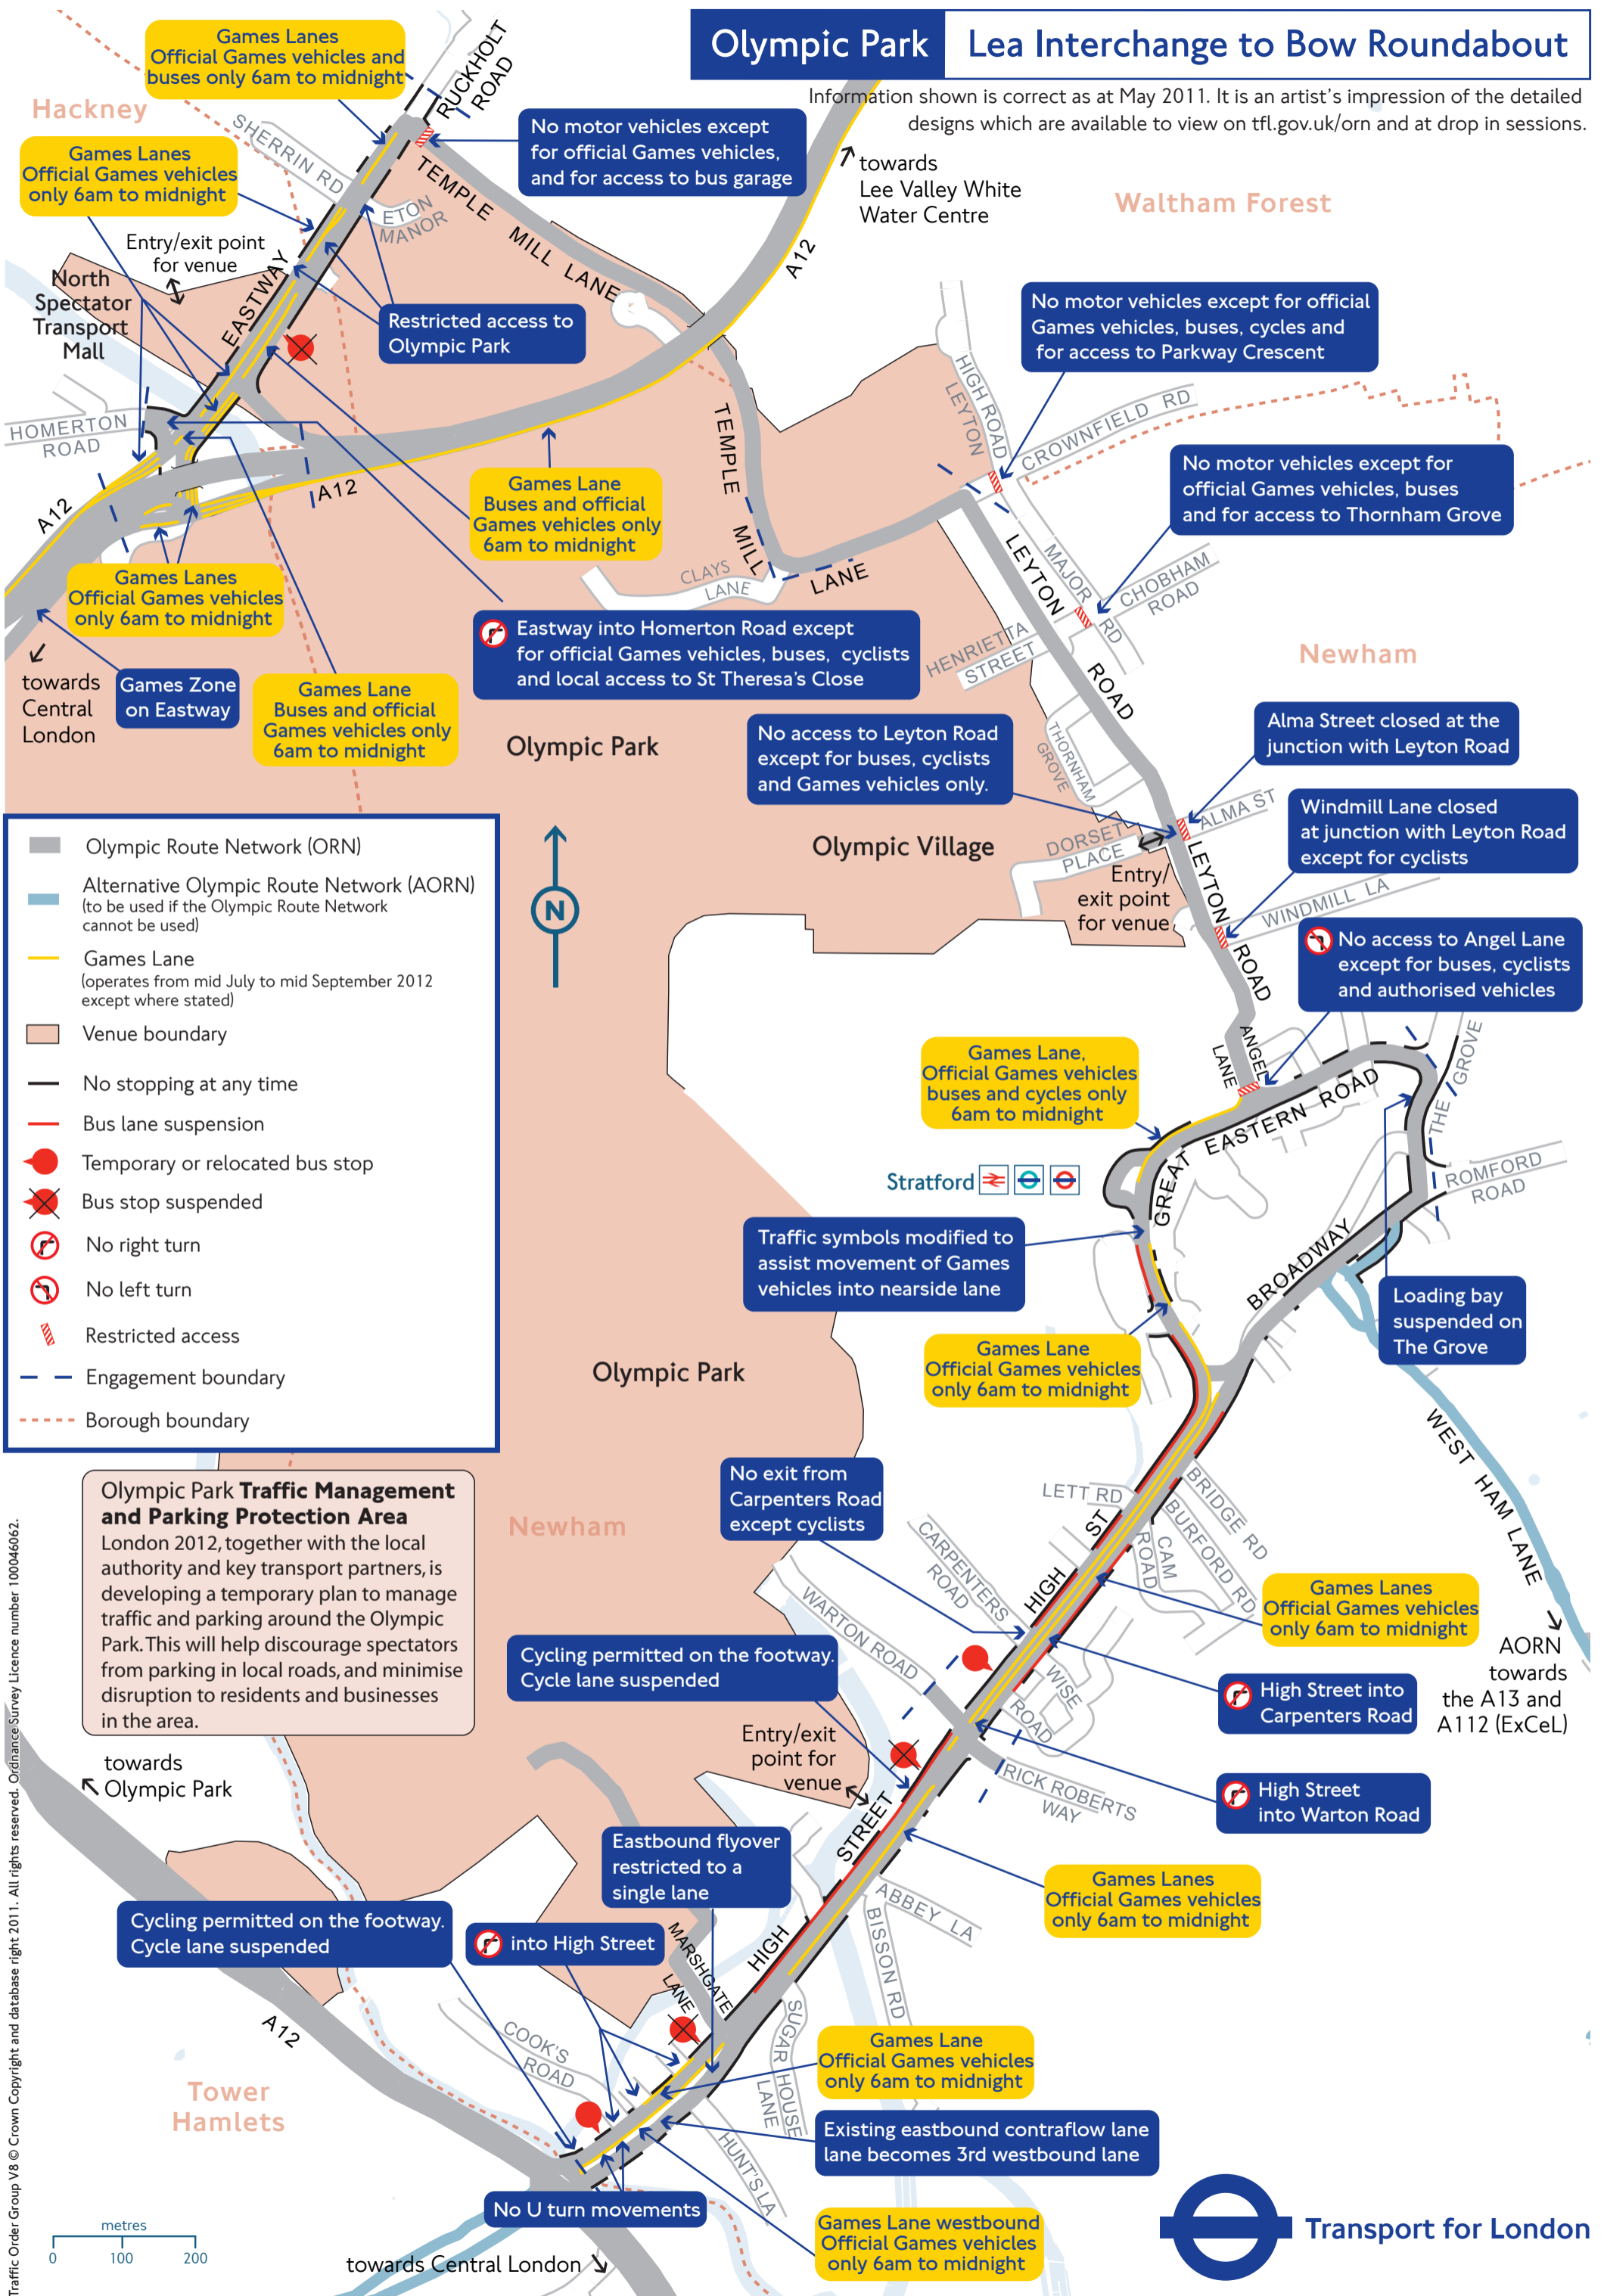 Olympic Park
Lea Interchange to Bow Roundabout
Information shown is correct as at May 2011. It is an artist's impression of the detailed
designs which are available to view on tfl.gov.uk/orn and at drop in sessions.
Games Lanes
Official Games vehicles and
buses only 6am to midnight
RUCKHOLT
ROAD
Hackney
SHERRIN RD
No motor vehicles except
for official Games vehicles,
and for access to bus garage
towards
Lee Valley White
Water Centre
Waltham Forest
Games Lanes
Official Games vehicles
only 6am to midnight
TEMPLE MILL LANE
ETON
MANOR
A12
Entry/exit point
for venue
North
Spectator
Transport
Mall
EASTWAY
Restricted access to
Olympic Park
No motor vehicles except for official
Games vehicles, buses, cycles and
for access to Parkway Crescent
HIGH ROAD
LEYTON
CROWNFIELD RD
HOMERTON
ROAD
TEMPLE MILL LANE
No motor vehicles except for
official Games vehicles, buses
and for access to Thornham Grove
A12
A12
Games Lane
Buses and official
Games vehicles only
6am to midnight
CLAYS
LANE
LEYTON ROAD
MAJOR RD
CHOBHAM
ROAD
Games Lanes
Official Games vehicles
only 6am to midnight
Eastway into Homerton Road except
for official Games vehicles, buses, cyclists
and local access to St Theresa's Close
HENRIETTA
STREET
Newham
towards
Central
London
Games Zone
on Eastway
Games Lane
Buses and official
Games vehicles only
6am to midnight
Olympic Park
No access to Leyton Road
except for buses, cyclists
and Games vehicles only.
THORNHAM
GROVE
Alma Street closed at the
junction with Leyton Road
ALMA ST
Windmill Lane closed
at junction with Leyton Road
except for cyclists
Olympic Village
DORSET
PLACE
Entry/
exit point
for venue
LEYTON ROAD
WINDMILL LA
No access to Angel Lane
except for buses, cyclists
and authorised vehicles
N
Olympic Route Network (ORN)
Alternative Olympic Route Network (AORN)
(to be used if the Olympic Route Network
cannot be used)
Games Lane
(operates from mid July to mid September 2012
except where stated)
Venue boundary
No stopping at any time
Bus lane suspension
Temporary or relocated bus stop
Bus stop suspended
No right turn
No left turn
Restricted access
Engagement boundary
Borough boundary
ANGEL
LANE
Games Lane,
Official Games vehicles
buses and cycles only
6am to midnight
GREAT EASTERN ROAD
THE GROVE
Stratford
ROMFORD
ROAD
Traffic symbols modified to
assist movement of Games
vehicles into nearside lane
BROADWAY
Loading bay
suspended on
The Grove
Games Lane
Official Games vehicles
only 6am to midnight
Olympic Park
WEST HAM LANE
Olympic Park Traffic Management
and Parking Protection Area
London 2012, together with the local
authority and key transport partners, is
developing a temporary plan to manage
traffic and parking around the Olympic
Park. This will help discourage spectators
from parking in local roads, and minimise
disruption to residents and businesses
in the area.
Newham
No exit from
Carpenters Road
except cyclists
LETT RD
BRIDGE RD
BURFORD RD
CAM
ROAD
CARPENTERS
ROAD
HIGH ST
Games Lanes
Official Games vehicles
only 6am to midnight
WARTON ROAD
Cycling permitted on the footway.
Cycle lane suspended
WISE
ROAD
High Street into
Carpenters Road
AORN
towards
the A13 and
A112 (ExCeL)
Entry/exit
point for
venue
RICK ROBERTS
WAY
High Street
into Warton Road
towards
Olympic Park
HIGH STREET
Eastbound flyover
restricted to a
single lane
ABBEY LA
BISSON RD
Games Lanes
Official Games vehicles
only 6am to midnight
Cycling permitted on the footway.
Cycle lane suspended
into High Street
MARSHGATE
LANE
A12
COOK'S
ROAD
SUGAR HOUSE
LANE
Games Lane
Official Games vehicles
only 6am to midnight
Tower
Hamlets
Existing eastbound contraflow lane
lane becomes 3rd westbound lane
HUNT'S LA
No U turn movements
Games Lane westbound
Official Games vehicles
only 6am to midnight
metres
0 100 200
towards Central London
Transport for London
Traffic Order Group V8 © Crown Copyright and database right 2011. All rights reserved. Ordnance Survey Licence number 100046062.